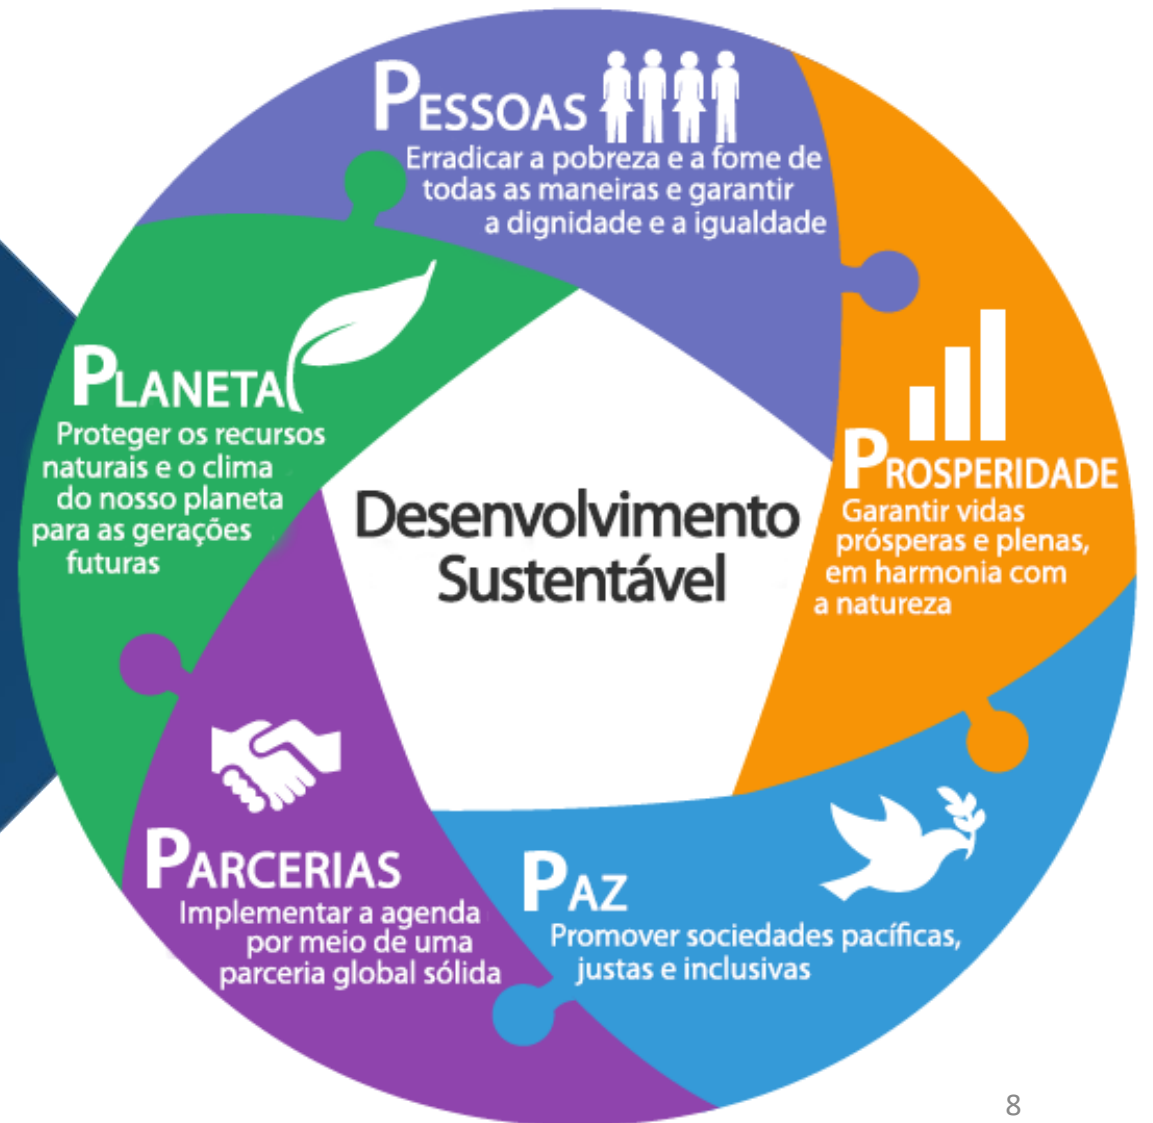 PESSOAS
Erradicar a pobreza e a fome de
todas as maneiras e garantir
a dignidade e a igualdade
PROSPERIDADE
Garantir vidas
prósperas e plenas,
em harmonia com
a natureza
PLANETA
Proteger os recursos
naturais e o clima
do nosso planeta
para as gerações
futuras
Desenvolvimento
Sustentável
PARCERIAS
Implementar a agenda
por meio de uma
parceria global sólida
PAZ
Promover sociedades pacíficas,
justas e inclusivas
8